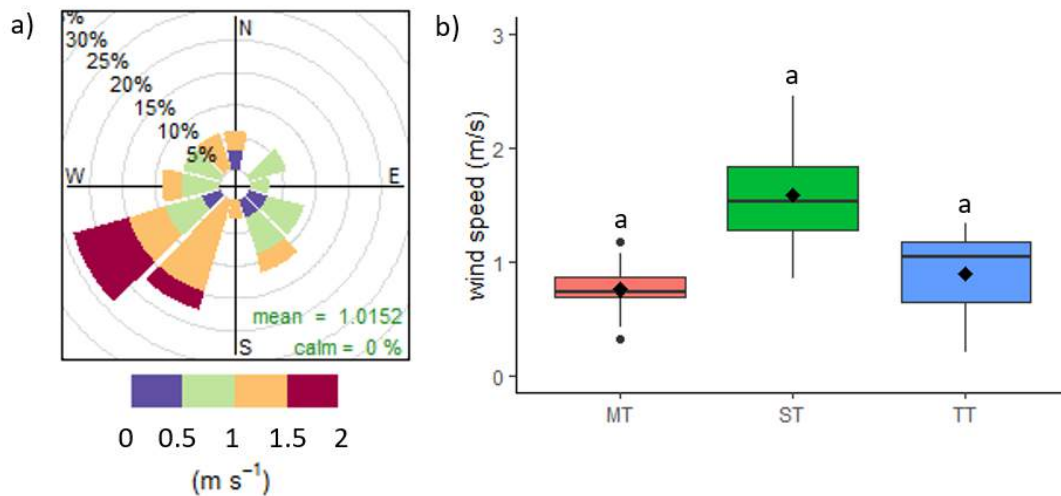 a)
%
30%
25%
20%
15%
10%
5%
N
W
E
S
mean = 1.0152
calm = 0 %
0 0.5 1 1.5 2
(m s⁻¹)
b)
wind speed (m/s)
3
2
1
0
a
a
a
MT ST TT